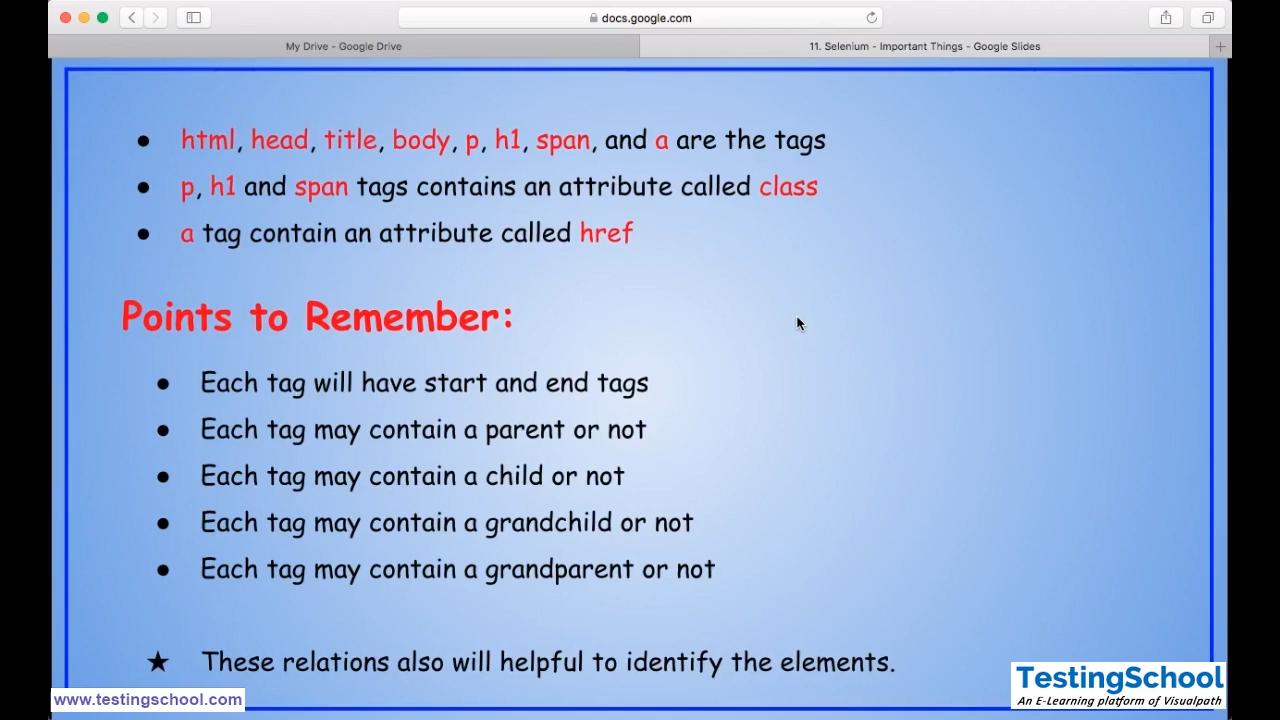 docs.google.com
My Drive - Google Drive
11. Selenium - Important Things - Google Slides
● html, head, title, body, p, h1, span, and a are the tags
● p, h1 and span tags contains an attribute called class
● a tag contain an attribute called href
Points to Remember:
● Each tag will have start and end tags
● Each tag may contain a parent or not
● Each tag may contain a child or not
● Each tag may contain a grandchild or not
● Each tag may contain a grandparent or not
★ These relations also will helpful to identify the elements.
www.testingschool.com
TestingSchool
An E-Learning platform of Visualpath